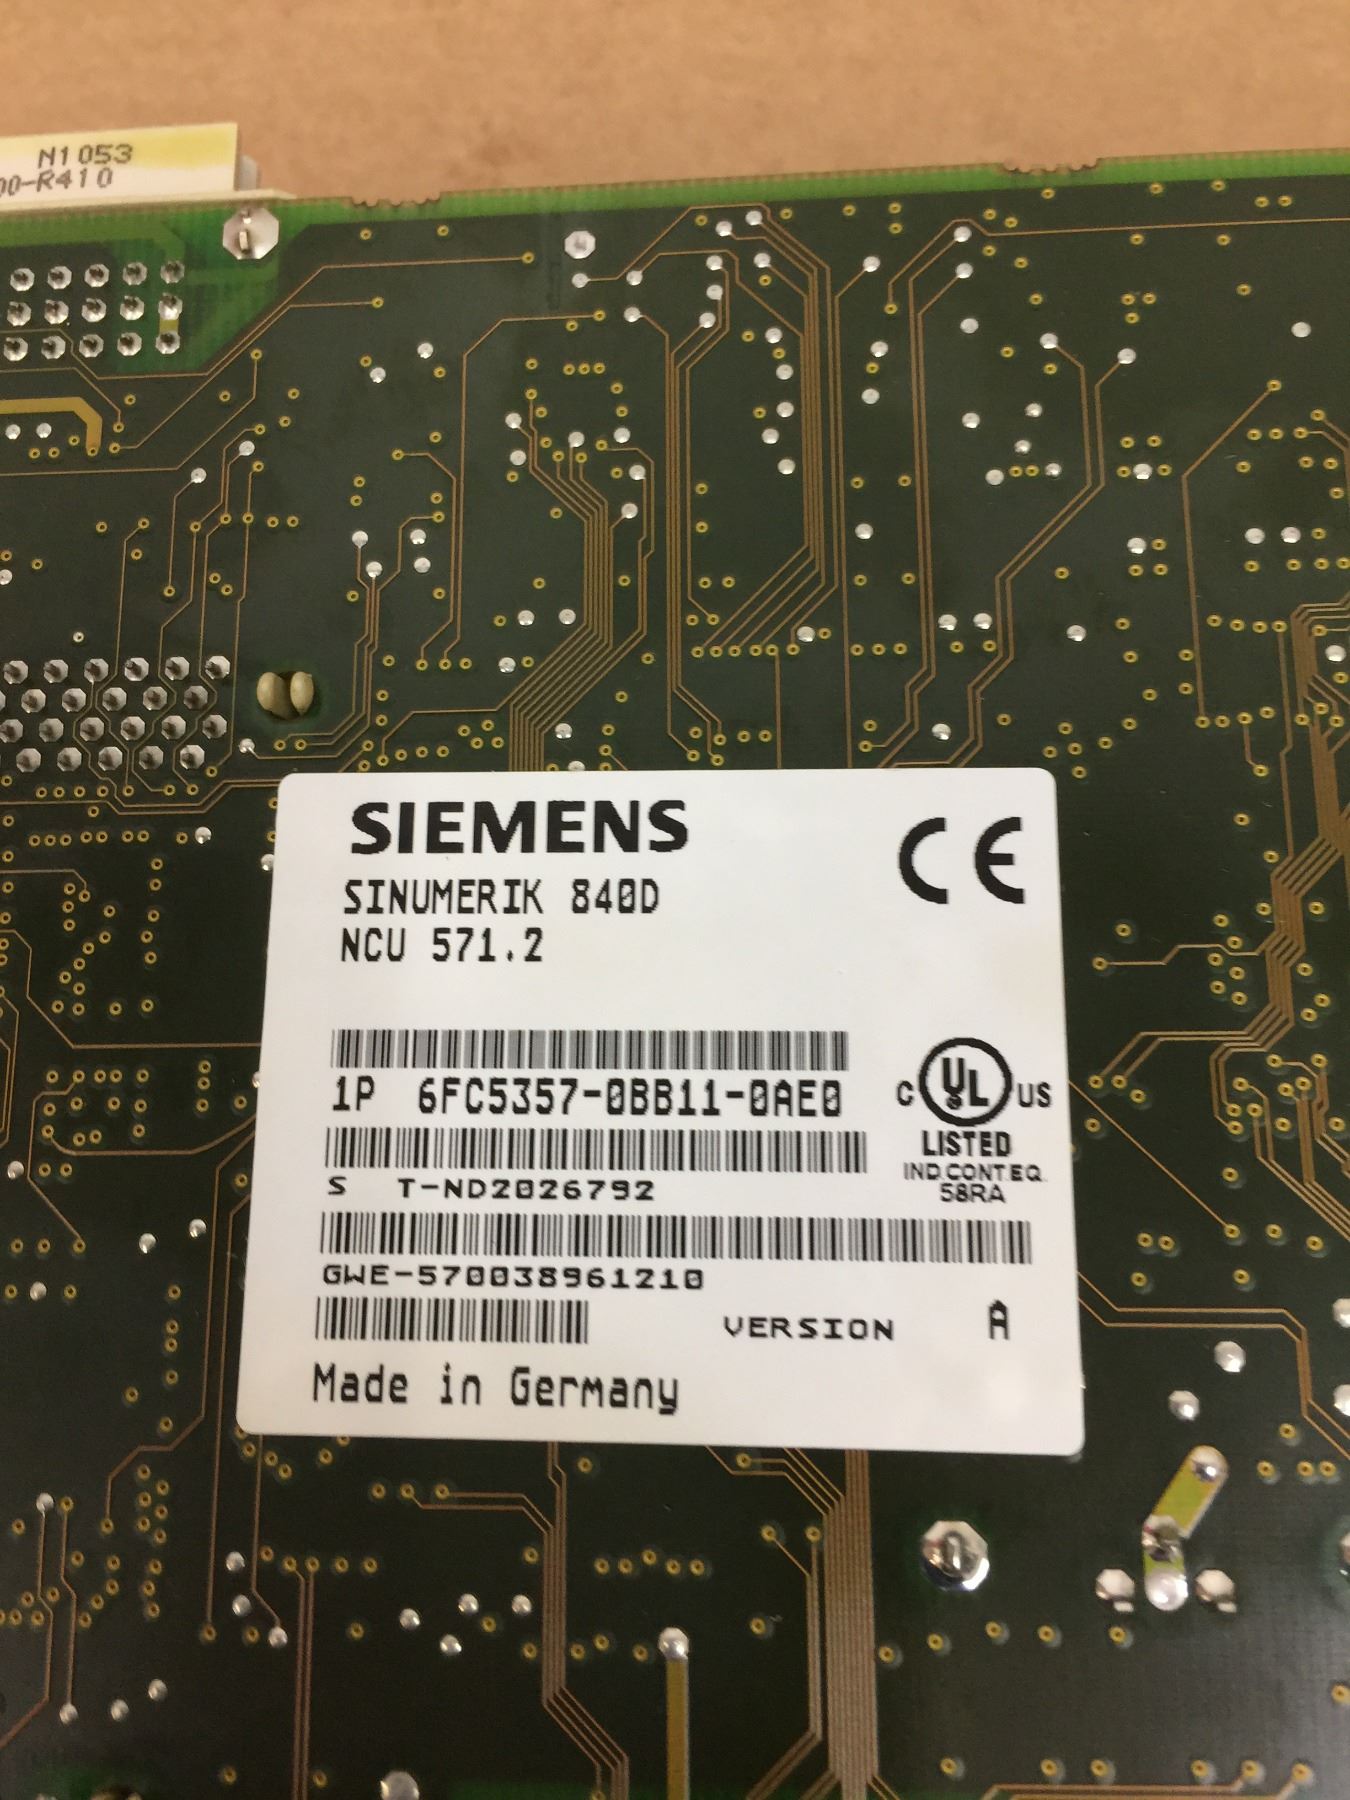 N1053
00-R410
SIEMENS
CE
SINUMERIK 840D
NCU 571.2
1P 6FC5357-0BB11-0AE0
C UL US
LISTED
IND.CONT.EQ.
58RA
S T-ND2026792
GWE-570038961210
VERSION A
Made in Germany